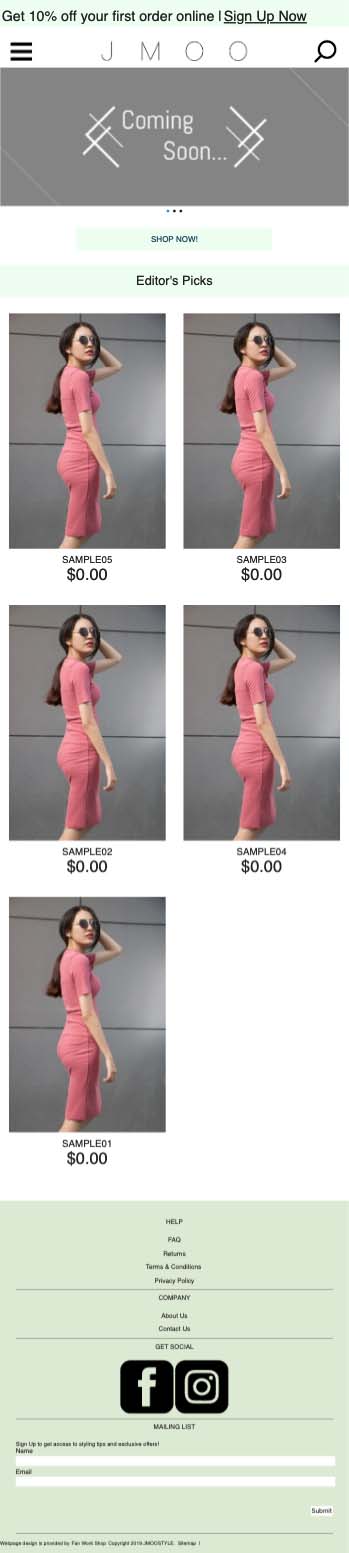 Get 10% off your first order online | Sign Up Now
JMOO
Coming
Soon...
SHOP NOW!
Editor's Picks
SAMPLE05
$0.00
SAMPLE03
$0.00
SAMPLE02
$0.00
SAMPLE04
$0.00
SAMPLE01
$0.00
HELP
FAQ
Returns
Terms & Conditions
Privacy Policy
COMPANY
About Us
Contact Us
GET SOCIAL
MAILING LIST
Sign Up to get access to styling tips and exclusive offers!
Name
Email
Submit
Webpage design is provided by Fan Work Shop Copyright 2019 JMOOSTYLE. Sitemap |